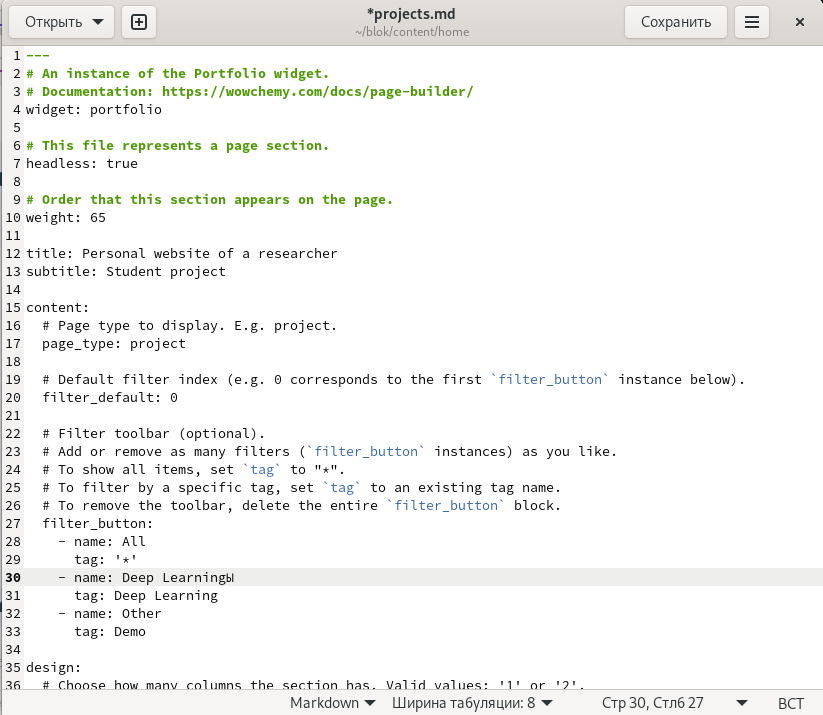 Открыть
*projects.md
~/blok/content/home
Сохранить
1 ---
2 # An instance of the Portfolio widget.
3 # Documentation: https://wowchemy.com/docs/page-builder/
4 widget: portfolio
5
6 # This file represents a page section.
7 headless: true
8
9 # Order that this section appears on the page.
10 weight: 65
11
12 title: Personal website of a researcher
13 subtitle: Student project
14
15 content:
16   # Page type to display. E.g. project.
17   page_type: project
18
19   # Default filter index (e.g. 0 corresponds to the first `filter_button` instance below).
20   filter_default: 0
21
22   # Filter toolbar (optional).
23   # Add or remove as many filters (`filter_button` instances) as you like.
24   # To show all items, set `tag` to "*".
25   # To filter by a specific tag, set `tag` to an existing tag name.
26   # To remove the toolbar, delete the entire `filter_button` block.
27   filter_button:
28     - name: All
29       tag: '*'
30     - name: Deep LearningЫ
31       tag: Deep Learning
32     - name: Other
33       tag: Demo
34
35 design:
36   # Choose how many columns the section has. Valid values: '1' or '2'.
Markdown Ширина табуляции: 8 Стр 30, Стлб 27 ВСТ